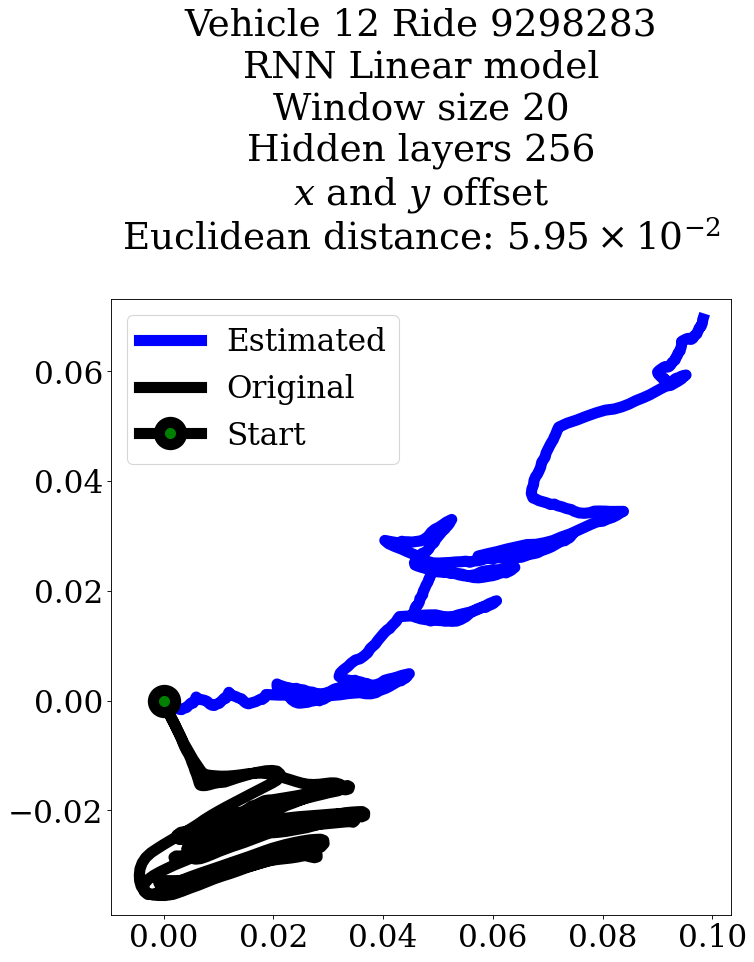 Vehicle 12 Ride 9298283
RNN Linear model
Window size 20
Hidden layers 256
x and y offset
Euclidean distance: 5.95 × 10⁻²
Estimated
Original
Start
0.06
0.04
0.02
0.00
−0.02
0.00 0.02 0.04 0.06 0.08 0.10